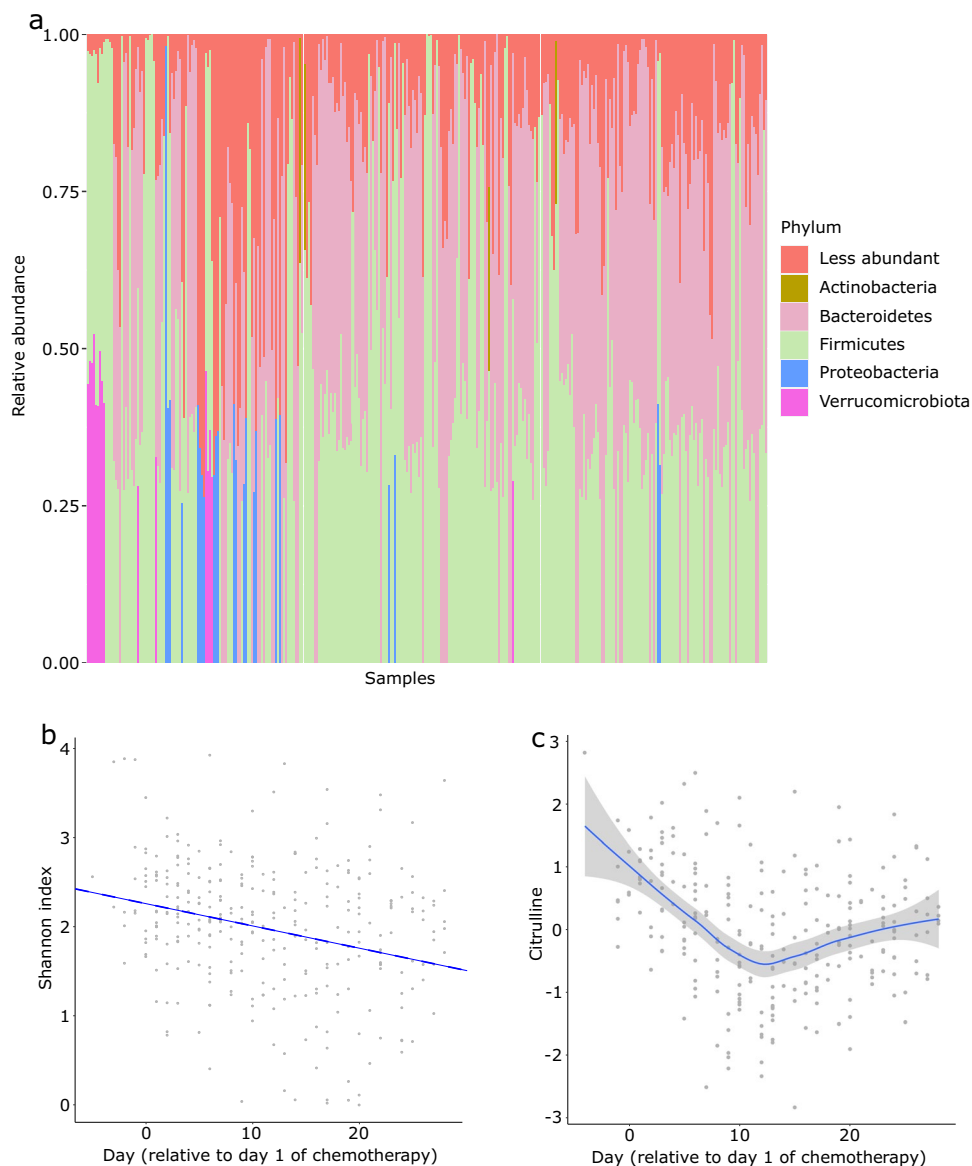 a
1.00
0.75
0.50
0.25
0.00
Relative abundance
Samples
Phylum
Less abundant
Actinobacteria
Bacteroidetes
Firmicutes
Proteobacteria
Verrucomicrobiota
b
4
3
2
1
0
Shannon index
0 10 20
Day (relative to day 1 of chemotherapy)
c
3
2
1
0
-1
-2
-3
Citrulline
0 10 20
Day (relative to day 1 of chemotherapy)